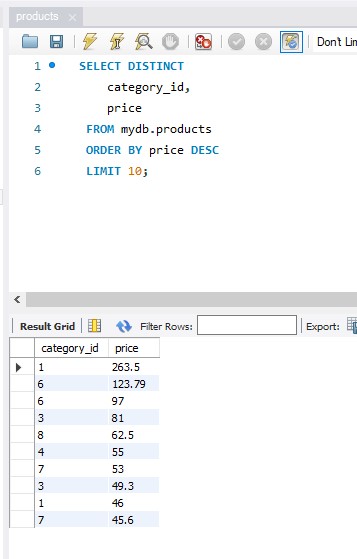 products ×
Don't Lim
1 SELECT DISTINCT
2 category_id,
3 price
4 FROM mydb.products
5 ORDER BY price DESC
6 LIMIT 10;
Result Grid Filter Rows: Export:
category_id price
1 263.5
6 123.79
6 97
3 81
8 62.5
4 55
7 53
3 49.3
1 46
7 45.6